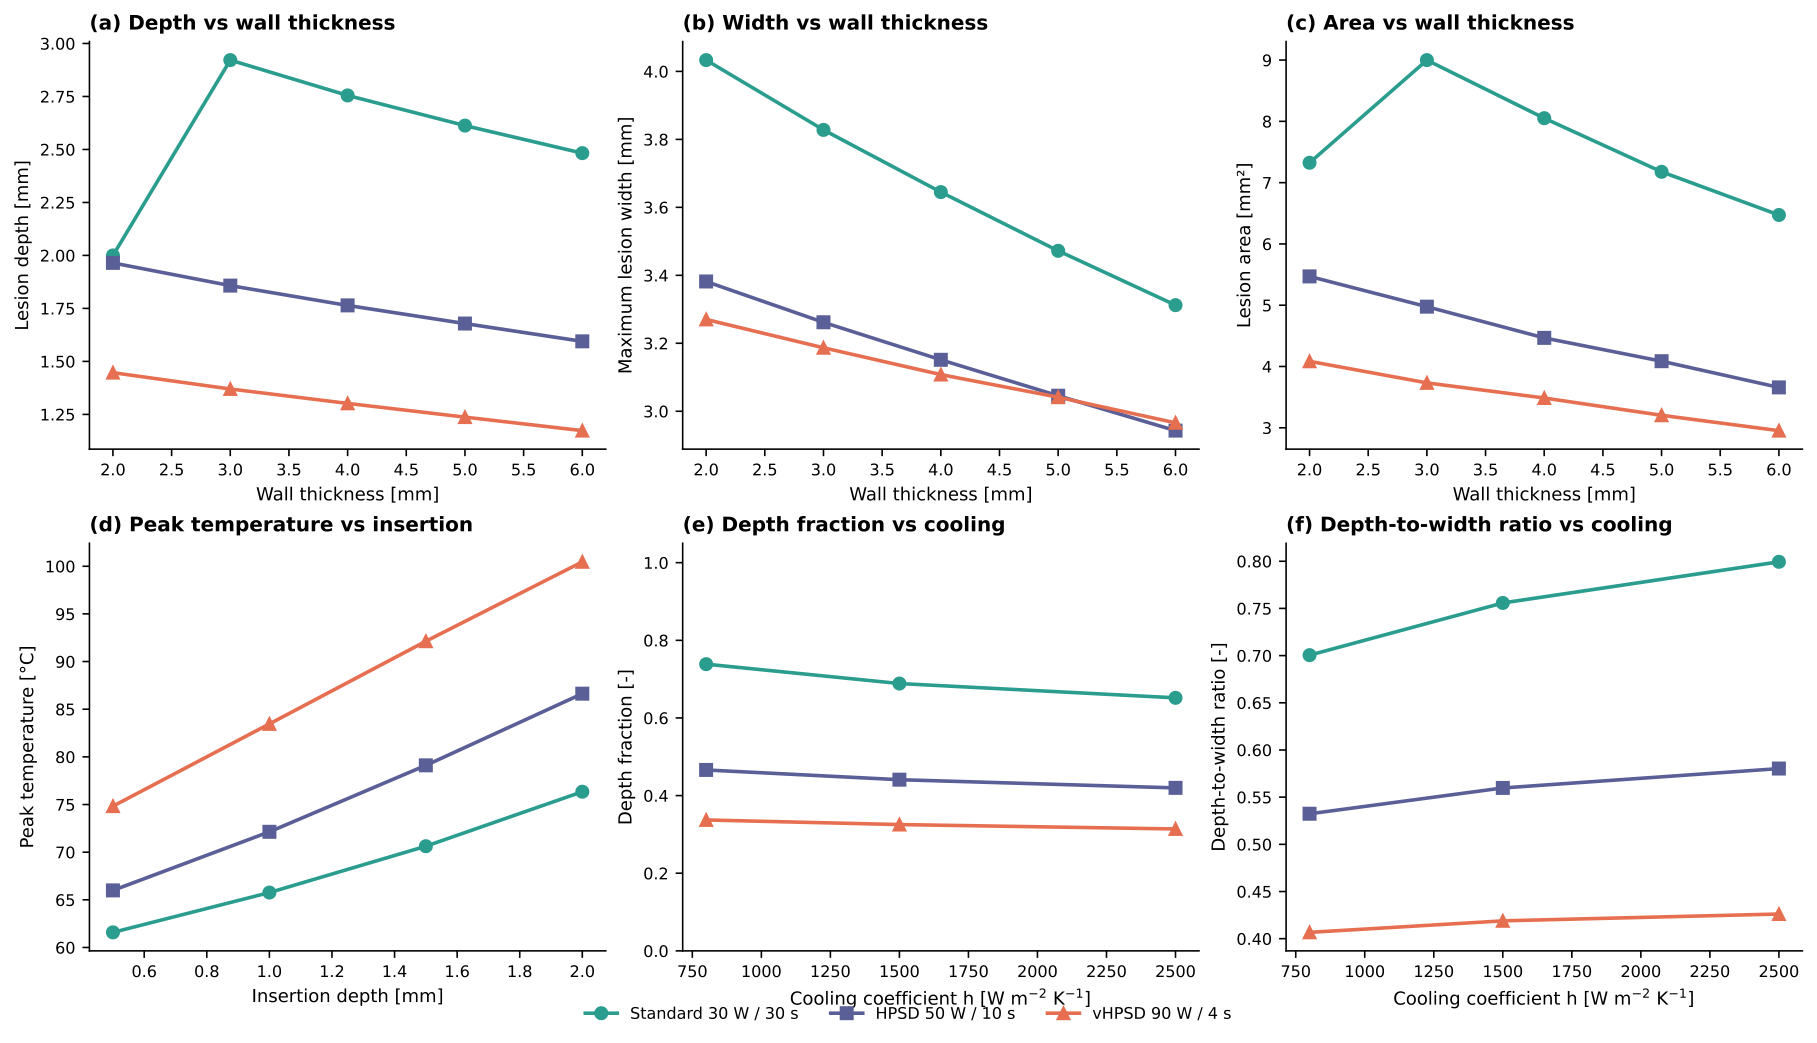 (a) Depth vs wall thickness
3.00
2.75
2.50
2.25
2.00
1.75
1.50
1.25
Lesion depth [mm]
2.0 2.5 3.0 3.5 4.0 4.5 5.0 5.5 6.0
Wall thickness [mm]
(b) Width vs wall thickness
4.0
3.8
3.6
3.4
3.2
3.0
Maximum lesion width [mm]
2.0 2.5 3.0 3.5 4.0 4.5 5.0 5.5 6.0
Wall thickness [mm]
(c) Area vs wall thickness
9
8
7
6
5
4
3
Lesion area [mm²]
2.0 2.5 3.0 3.5 4.0 4.5 5.0 5.5 6.0
Wall thickness [mm]
(d) Peak temperature vs insertion
100
95
90
85
80
75
70
65
60
Peak temperature [°C]
0.6 0.8 1.0 1.2 1.4 1.6 1.8 2.0
Insertion depth [mm]
(e) Depth fraction vs cooling
1.0
0.8
0.6
0.4
0.2
0.0
Depth fraction [-]
750 1000 1250 1500 1750 2000 2250 2500
Cooling coefficient h [W m⁻² K⁻¹]
(f) Depth-to-width ratio vs cooling
0.80
0.75
0.70
0.65
0.60
0.55
0.50
0.45
0.40
Depth-to-width ratio [-]
750 1000 1250 1500 1750 2000 2250 2500
Cooling coefficient h [W m⁻² K⁻¹]
Standard 30 W / 30 s HPSD 50 W / 10 s vHPSD 90 W / 4 s